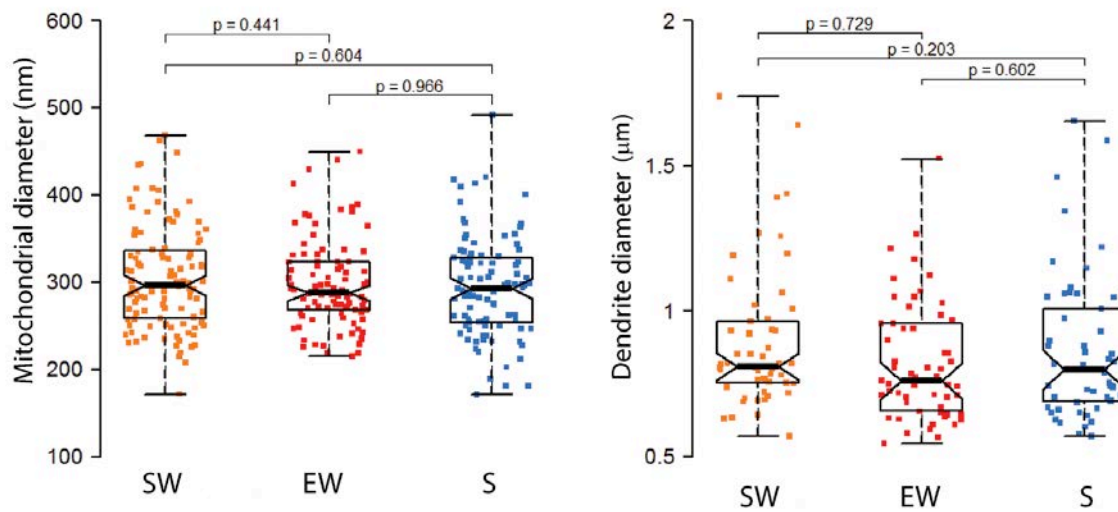 Mitochondrial diameter (nm)
600
500
400
300
200
100
p = 0.441
p = 0.604
p = 0.966
SW EW S
Dendrite diameter (μm)
2
1.5
1
0.5
p = 0.729
p = 0.203
p = 0.602
SW EW S